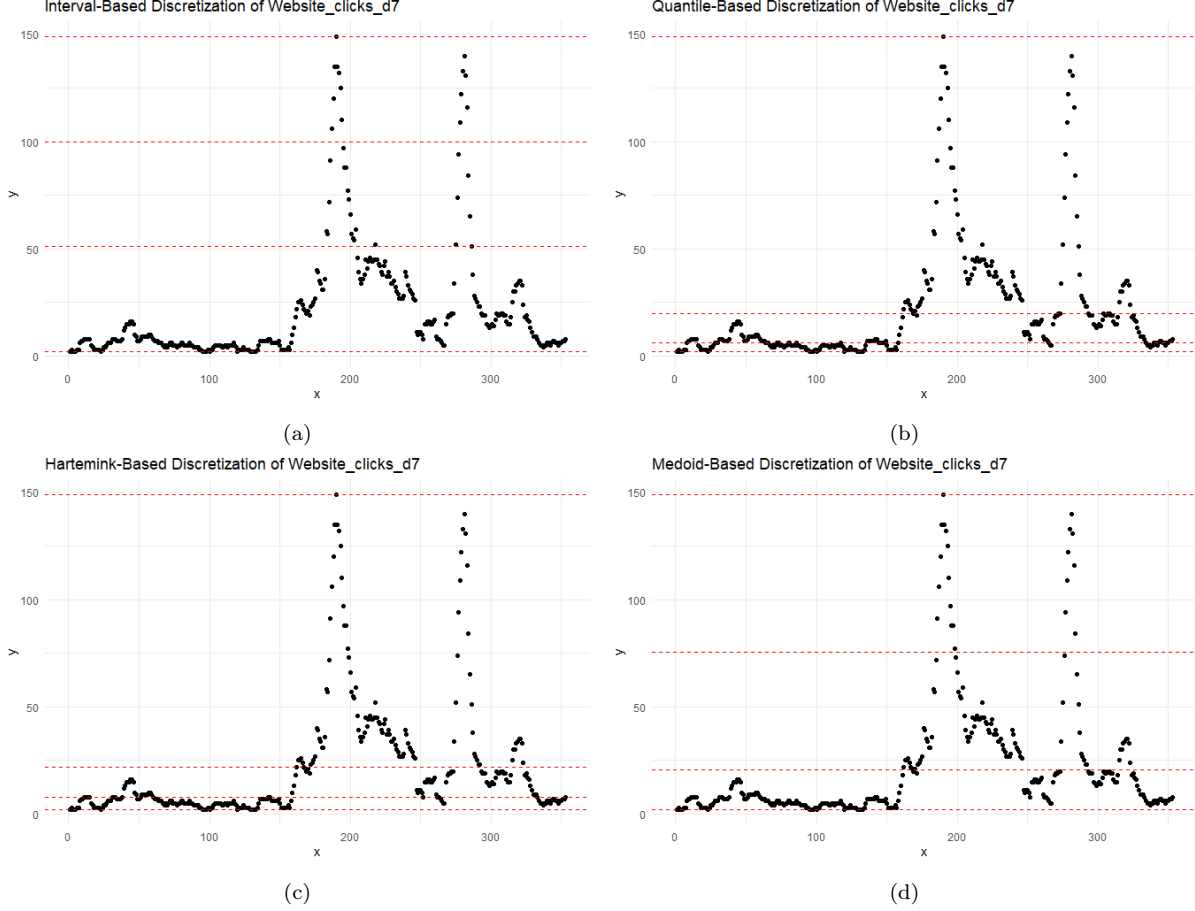 Interval-Based Discretization of Website_clicks_d7
150
100
50
0
y
0 100 200 300
x
(a)
Quantile-Based Discretization of Website_clicks_d7
150
100
50
0
y
0 100 200 300
x
(b)
Hartemink-Based Discretization of Website_clicks_d7
150
100
50
0
y
0 100 200 300
x
(c)
Medoid-Based Discretization of Website_clicks_d7
150
100
50
0
y
0 100 200 300
x
(d)